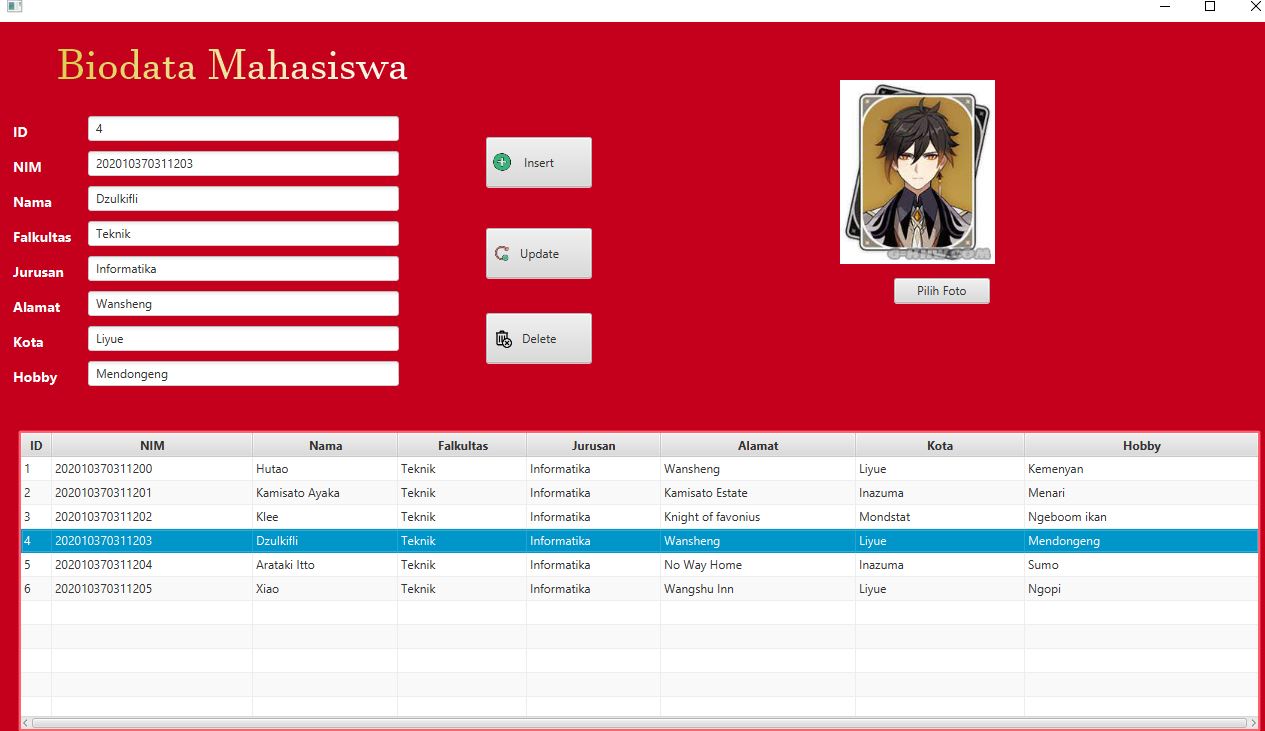 Biodata Mahasiswa
ID 4
NIM 202010370311203
Nama Dzulkifli
Falkultas Teknik
Jurusan Informatika
Alamat Wansheng
Kota Liyue
Hobby Mendongeng
Insert
Update
Delete
Pilih Foto
ID NIM Nama Falkultas Jurusan Alamat Kota Hobby
1 202010370311200 Hutao Teknik Informatika Wansheng Liyue Kemenyan
2 202010370311201 Kamisato Ayaka Teknik Informatika Kamisato Estate Inazuma Menari
3 202010370311202 Klee Teknik Informatika Knight of favonius Mondstat Ngeboom ikan
4 202010370311203 Dzulkifli Teknik Informatika Wansheng Liyue Mendongeng
5 202010370311204 Arataki Itto Teknik Informatika No Way Home Inazuma Sumo
6 202010370311205 Xiao Teknik Informatika Wangshu Inn Liyue Ngopi